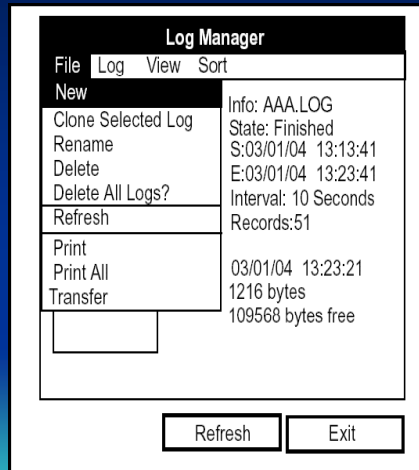 Log Manager
File Log View Sort
New
Clone Selected Log
Rename
Delete
Delete All Logs?
Refresh
Print
Print All
Transfer
Info: AAA.LOG
State: Finished
S:03/01/04 13:13:41
E:03/01/04 13:23:41
Interval: 10 Seconds
Records:51
03/01/04 13:23:21
1216 bytes
109568 bytes free
Refresh Exit